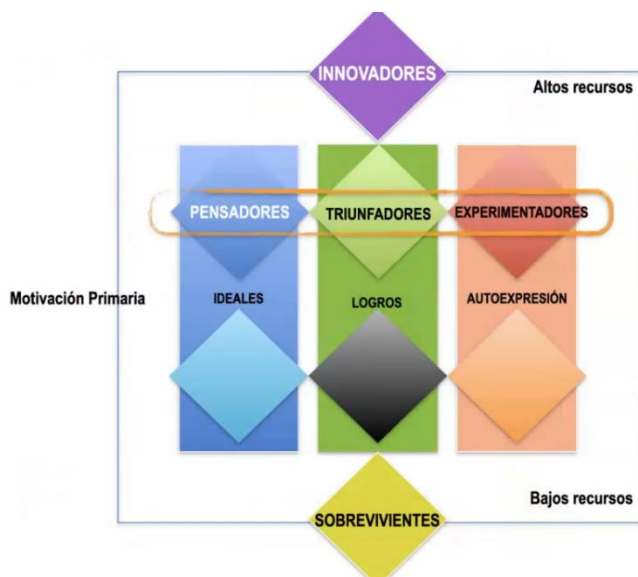 INNOVADORES
Altos recursos
PENSADORES
TRIUNFADORES
EXPERIMENTADORES
Motivación Primaria
IDEALES
LOGROS
AUTOEXPRESIÓN
Bajos recursos
SOBREVIVIENTES